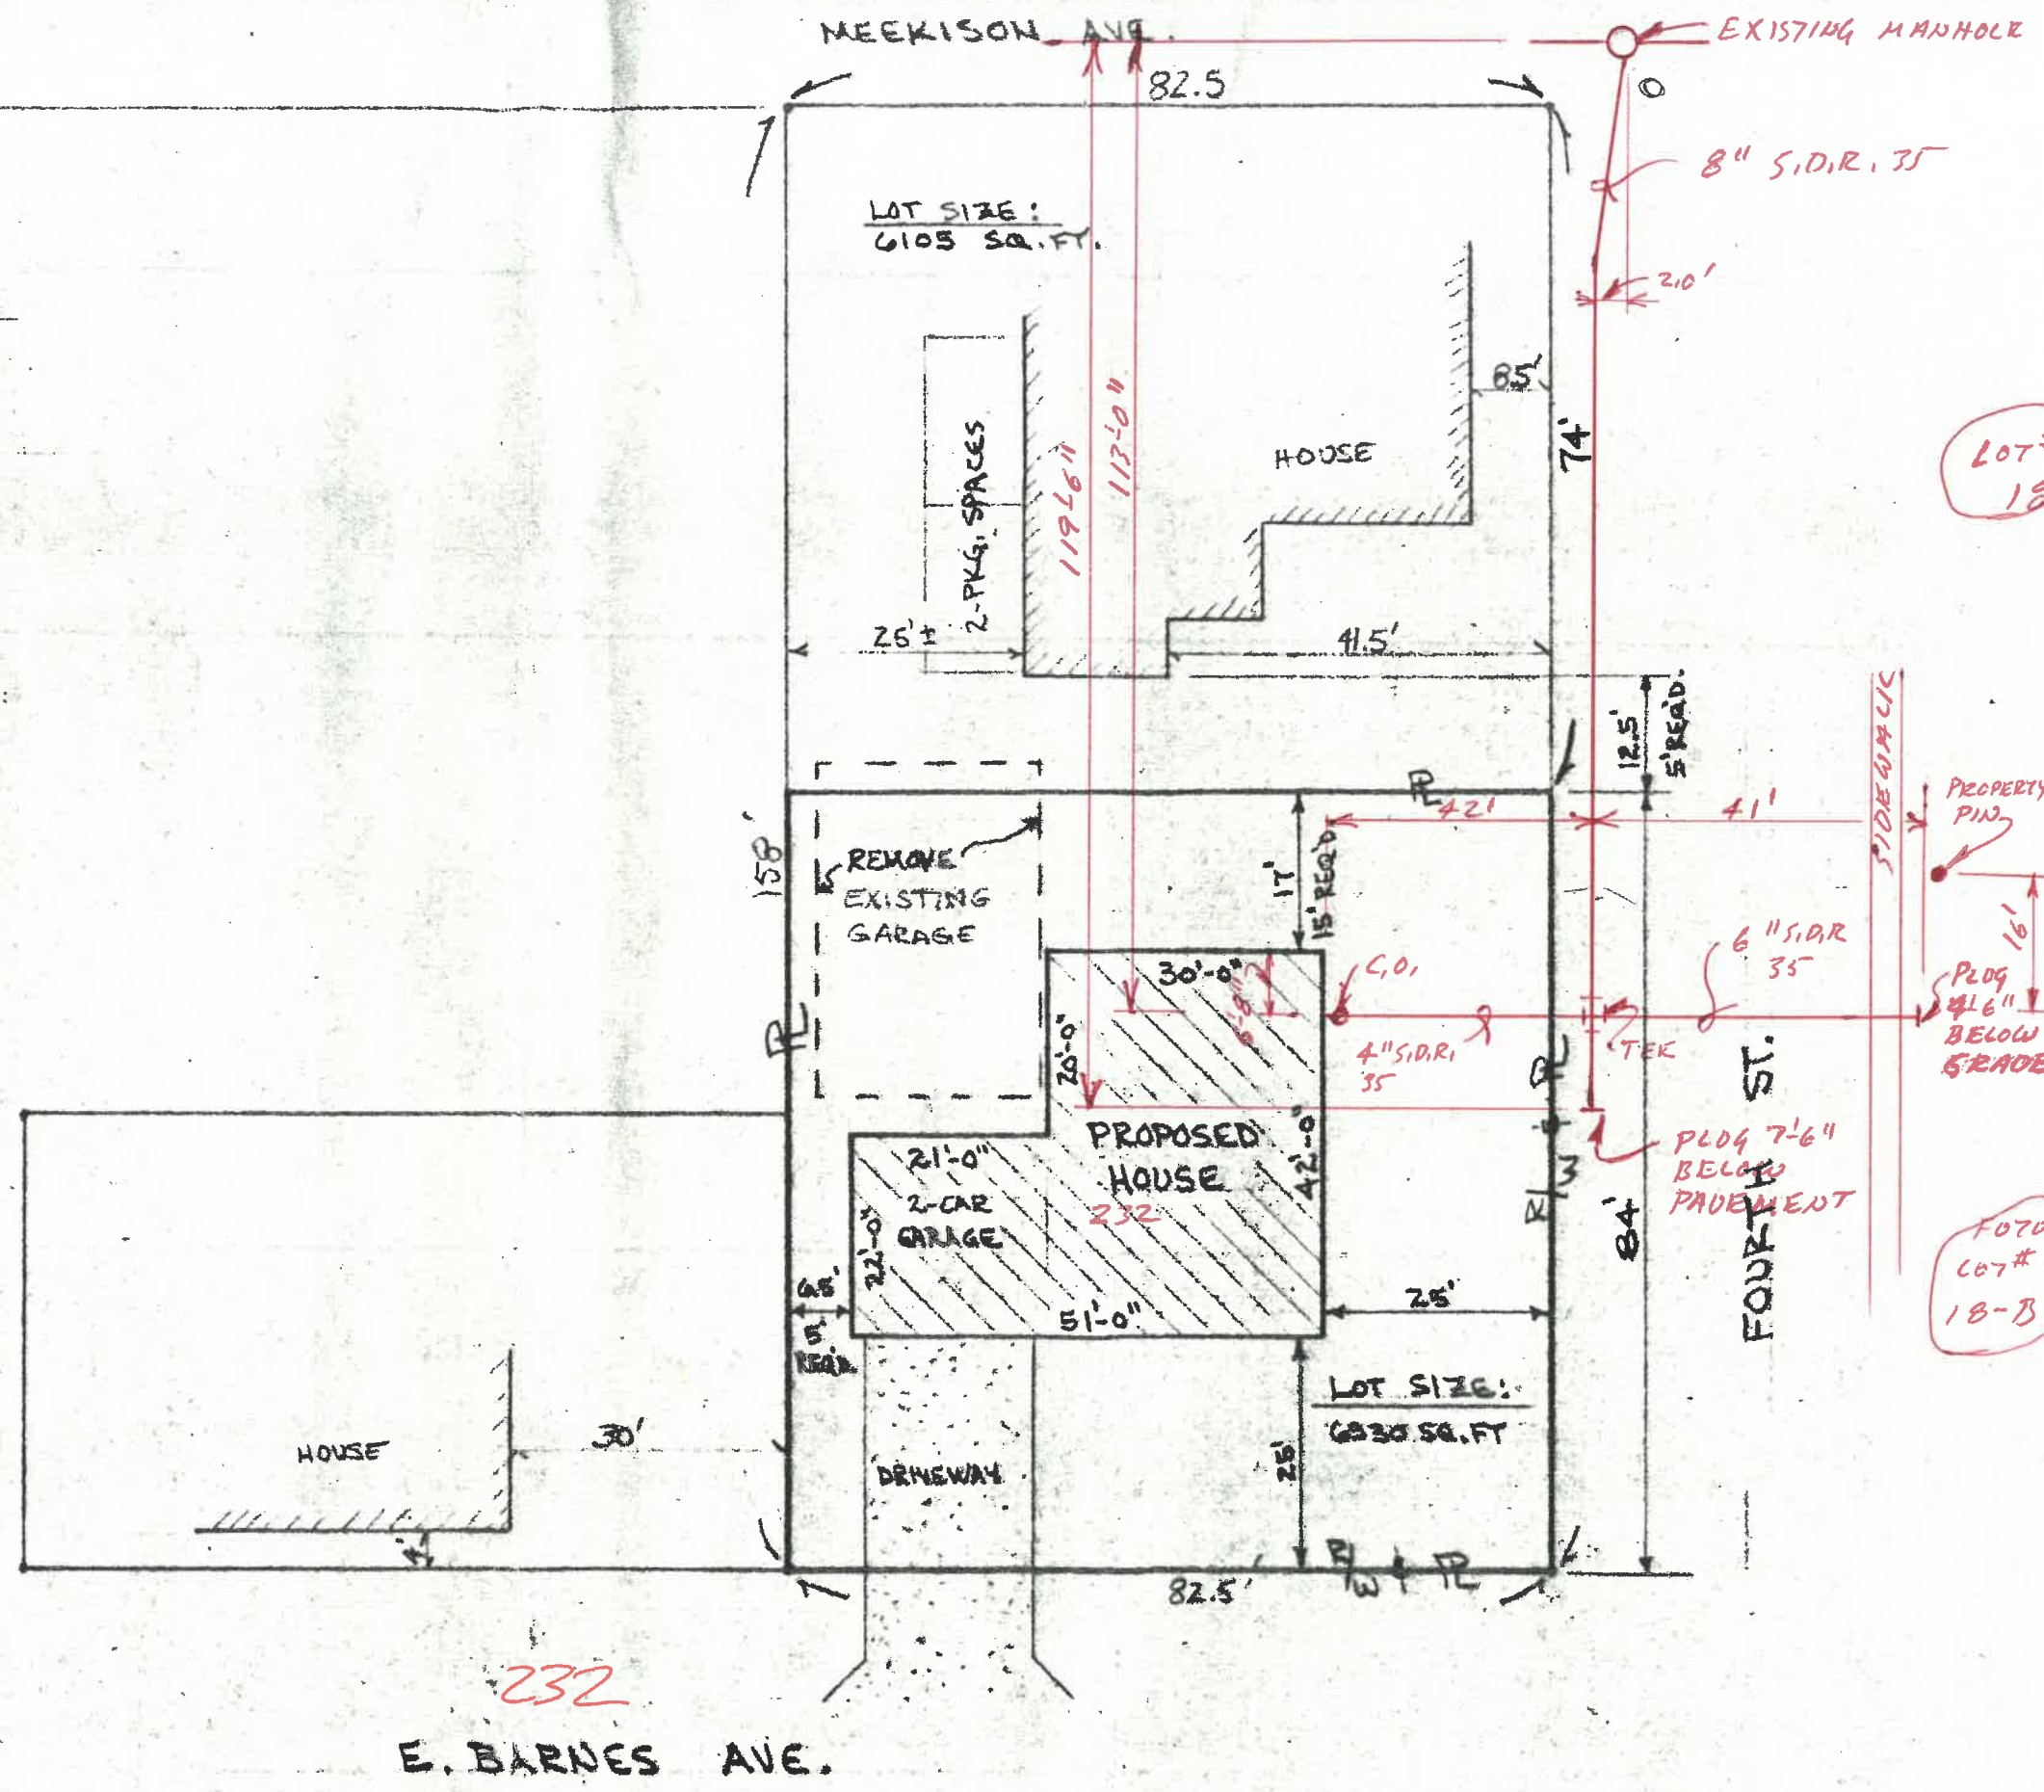 MEEKISON AVE.
EXISTING MANHOLE
82.5
8" S.D.R. 35
LOT SIZE:
6105 SQ. FT.
2.0'
8.5'
74'
HOUSE
2-PKG. SPACES
119'-6"
113'-0"
25'±
41.5'
12.5'
5' REQ'D.
SIDEWALK
PL
42'
41'
PROPERTY
PIN
158'
REMOVE
EXISTING
GARAGE
17'
15' REQ'D.
16'
6" S.D.R
35
30'-0"
6'-8"
C.O.
PLUG
4'-6"
BELOW
GRADE
PL
20'-0"
4" S.D.R.
35
PL
TEE
PROPOSED
HOUSE
232
42'-0"
R/W
PLUG 7'-6"
BELOW
PAVEMENT
FOURTH ST.
84'
21'-0"
2-CAR
GARAGE
22'-0"
6.5'
5'
REQ'D.
51'-0"
25'
LOT #
18-B
LOT SIZE:
6930 SQ. FT
25'
HOUSE
30'
DRIVEWAY
4'
82.5'
R/W & PL
232
E. BARNES AVE.